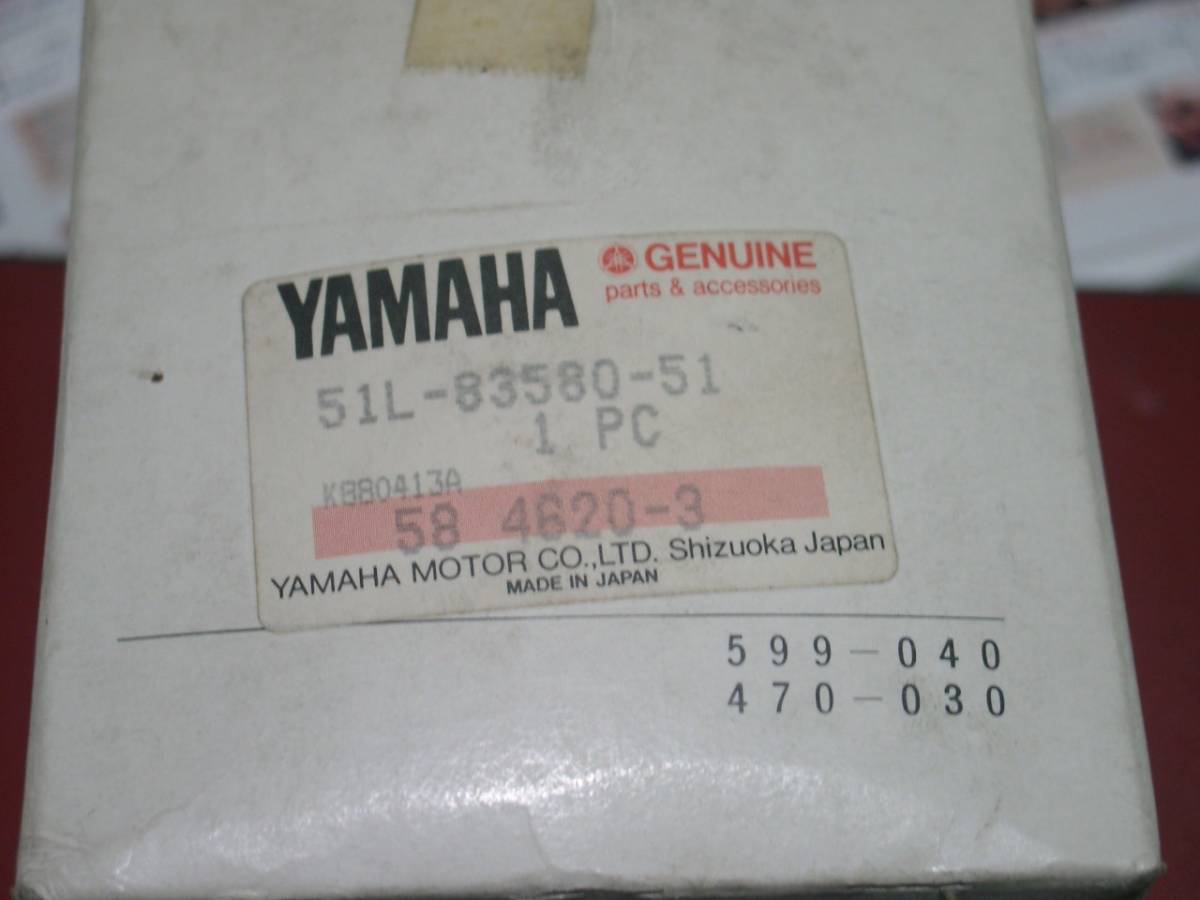 YAMAHA
GENUINE
parts & accessories
51L-83580-51
1 PC
K880413A
58 4620-3
YAMAHA MOTOR CO.,LTD. Shizuoka Japan
MADE IN JAPAN
599-040
470-030